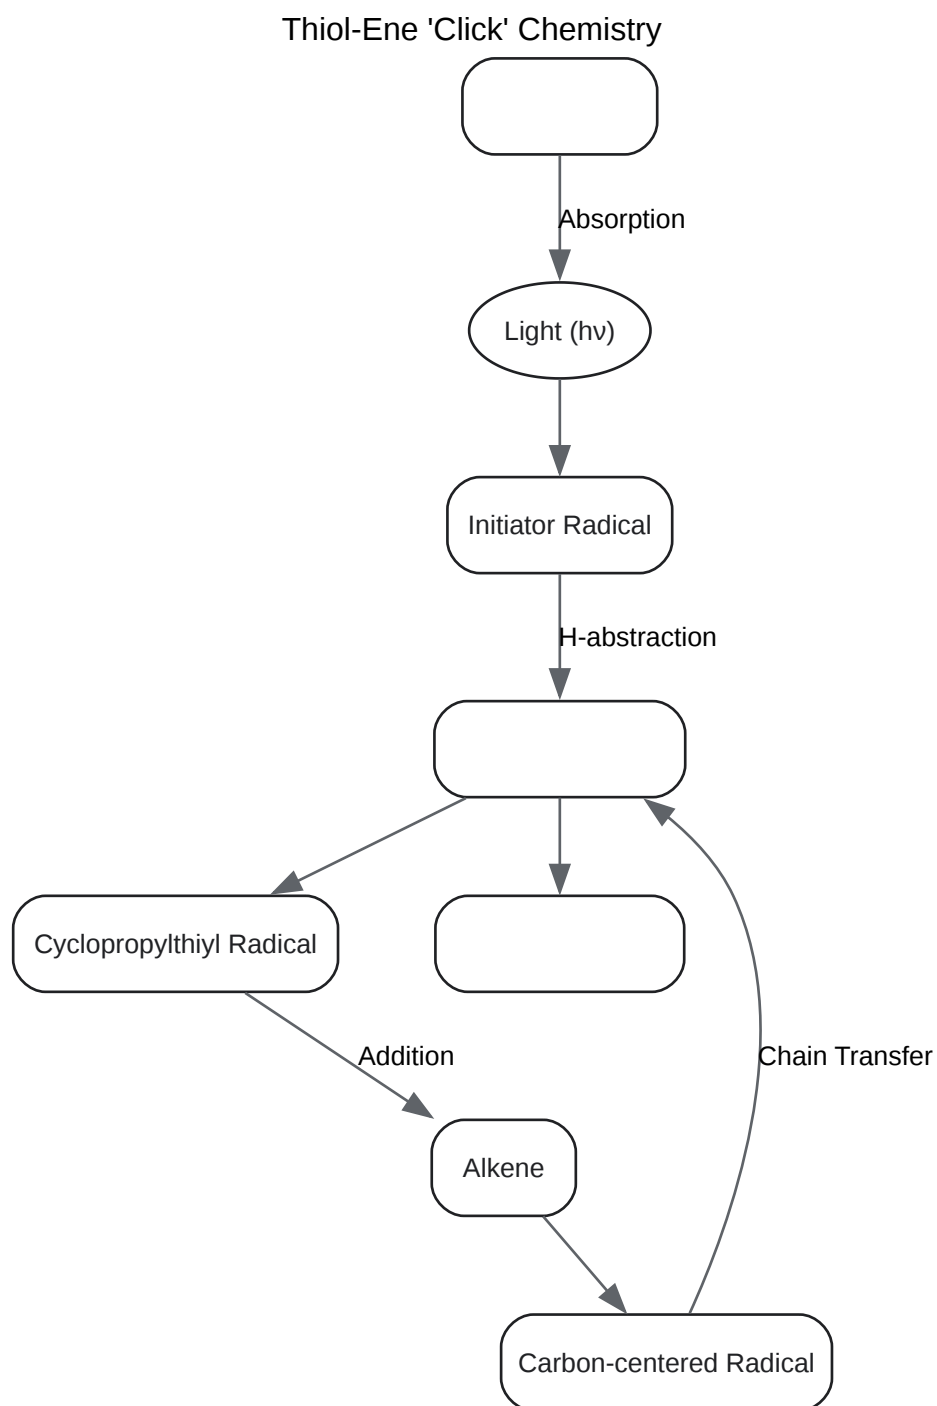 Thiol-Ene 'Click' Chemistry
Absorption
Light (hν)
Initiator Radical
H-abstraction
Cyclopropylthiyl Radical
Addition
Chain Transfer
Alkene
Carbon-centered Radical